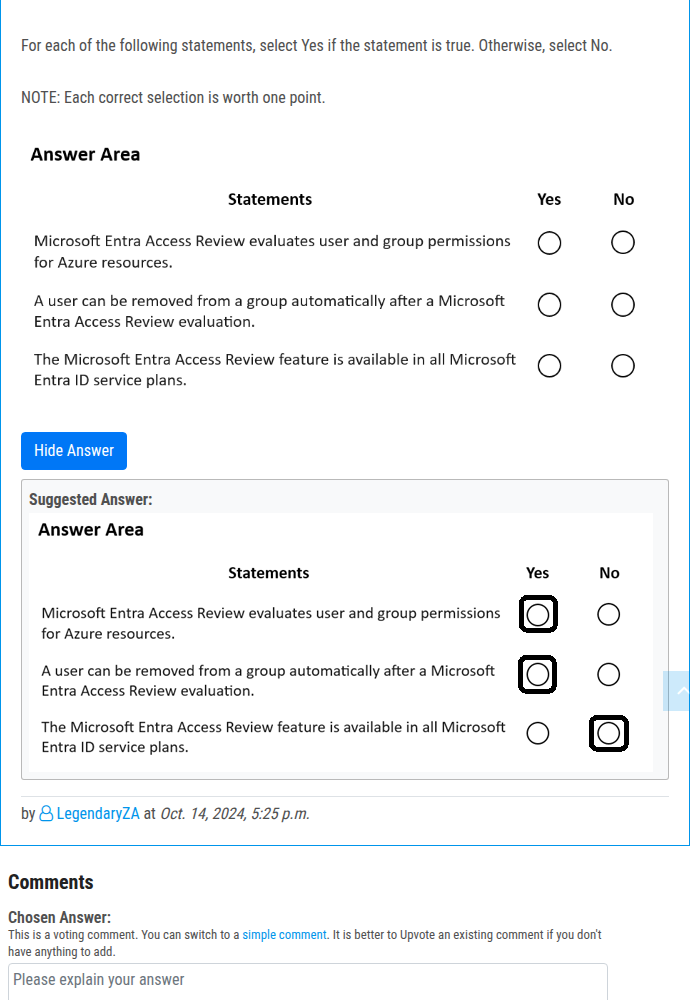 For each of the following statements, select Yes if the statement is true. Otherwise, select No.
NOTE: Each correct selection is worth one point.
Answer Area
Statements Yes No
Microsoft Entra Access Review evaluates user and group permissions
for Azure resources.
A user can be removed from a group automatically after a Microsoft
Entra Access Review evaluation.
The Microsoft Entra Access Review feature is available in all Microsoft
Entra ID service plans.
Hide Answer
Suggested Answer:
Answer Area
Statements Yes No
Microsoft Entra Access Review evaluates user and group permissions
for Azure resources.
A user can be removed from a group automatically after a Microsoft
Entra Access Review evaluation.
The Microsoft Entra Access Review feature is available in all Microsoft
Entra ID service plans.
by LegendaryZA at Oct. 14, 2024, 5:25 p.m.
Comments
Chosen Answer:
This is a voting comment. You can switch to a simple comment. It is better to Upvote an existing comment if you don't
have anything to add.
Please explain your answer